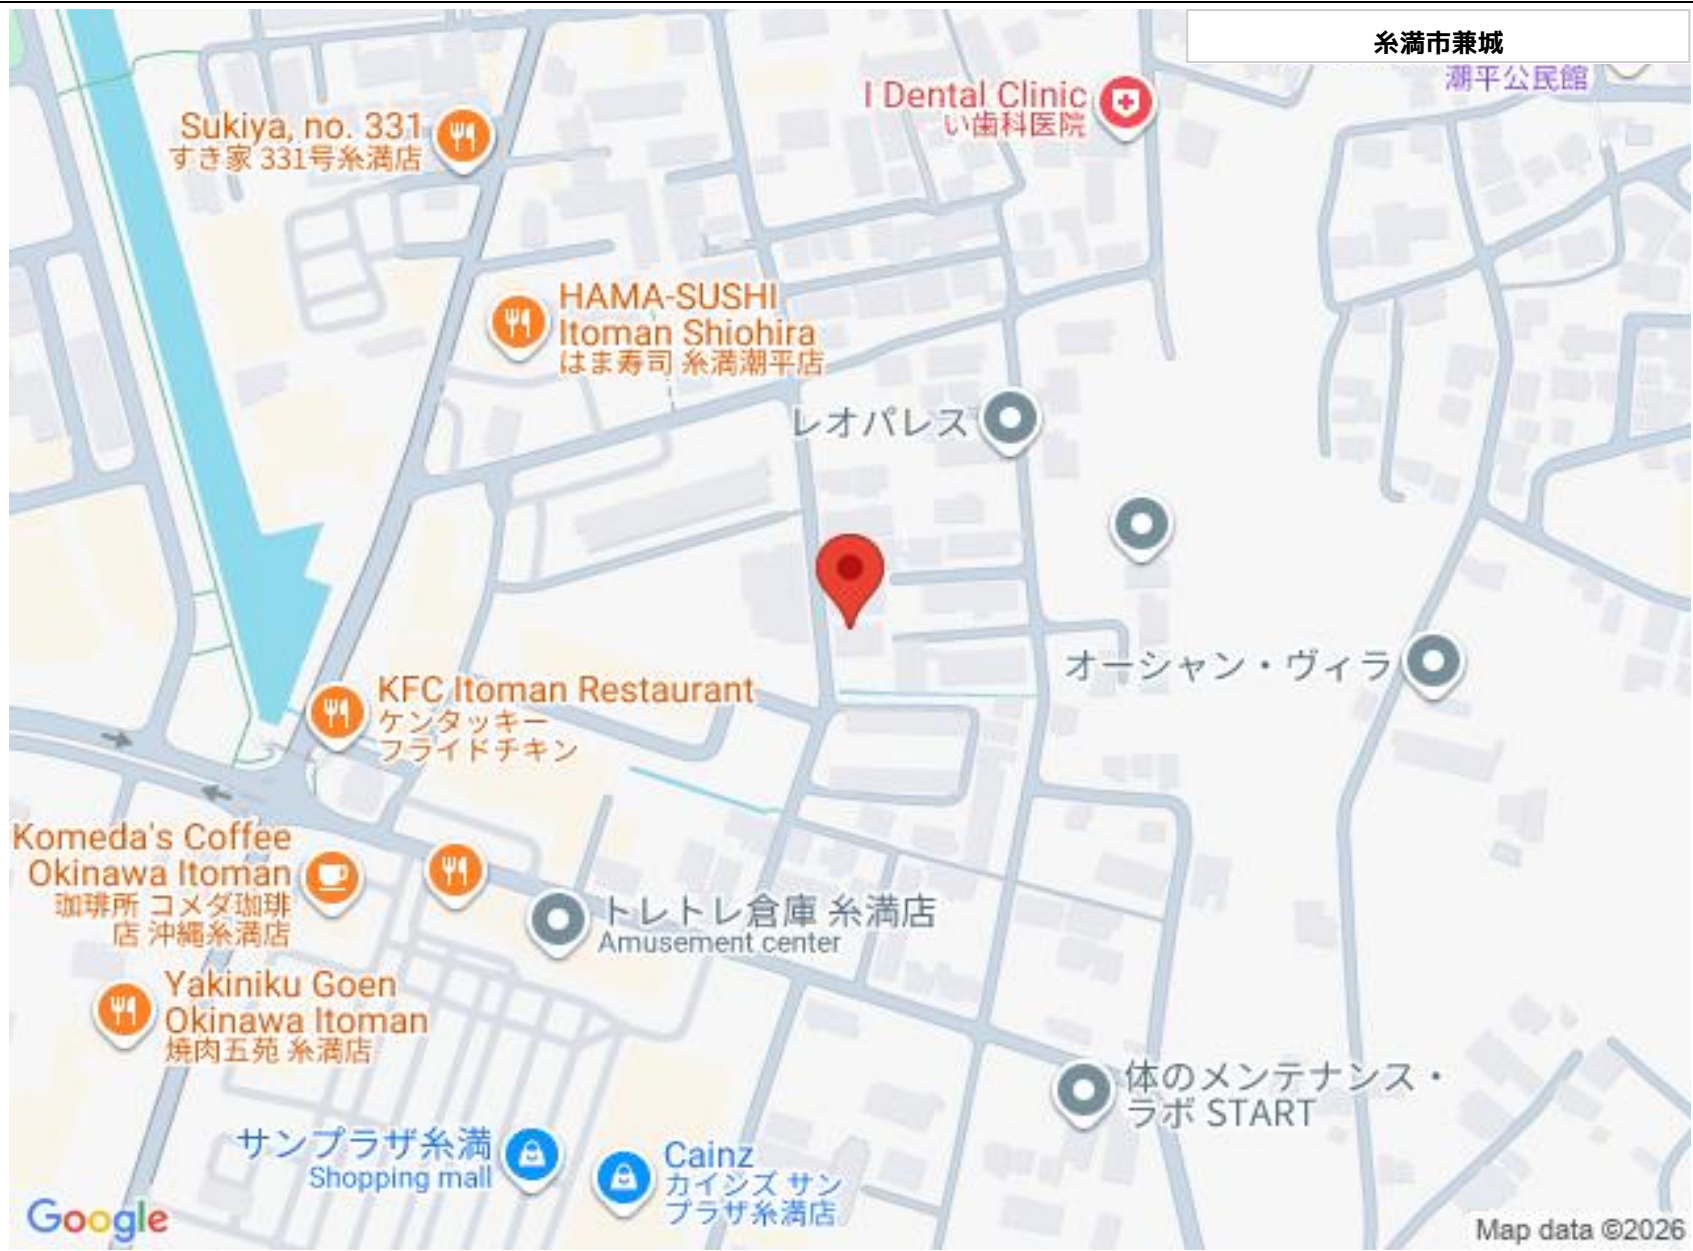 糸満市兼城
潮平公民館
I Dental Clinic
い歯科医院
Sukiya, no. 331
すき家 331号糸満店
HAMA-SUSHI
Itoman Shiohira
はま寿司 糸満潮平店
レオパレス
オーシャン・ヴィラ
KFC Itoman Restaurant
ケンタッキー
フライドチキン
Komeda's Coffee
Okinawa Itoman
珈琲所 コメダ珈琲
店 沖縄糸満店
トレトレ倉庫 糸満店
Amusement center
Yakiniku Goen
Okinawa Itoman
焼肉五苑 糸満店
体のメンテナンス・
ラボ START
サンプラザ糸満
Shopping mall
Cainz
カインズ サン
プラザ糸満店
Google
Map data ©2026